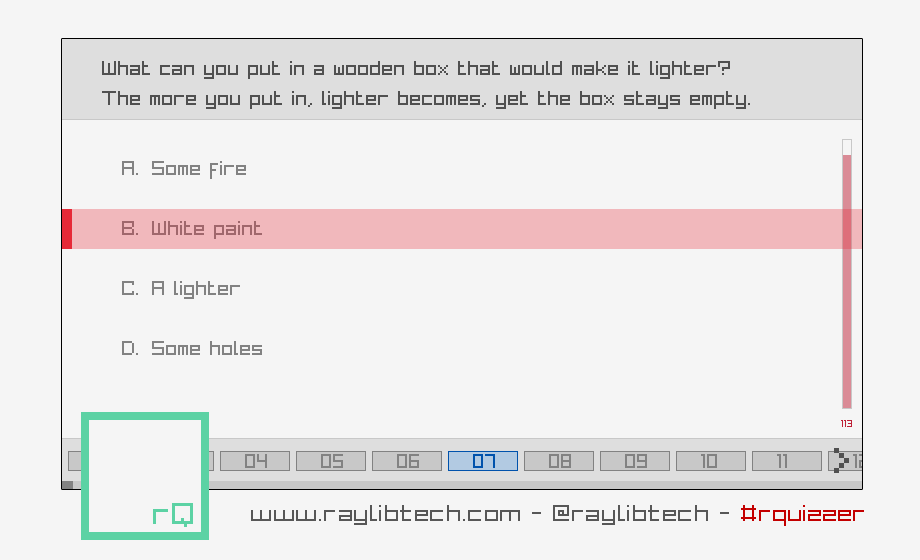 What can you put in a wooden box that would make it lighter?
The more you put in, lighter becomes, yet the box stays empty.
A. Some fire
B. White paint
C. A lighter
D. Some holes
113
04 05 06 07 08 09 10 11
rQ
www.raylibtech.com - @raylibtech - #rquizzer